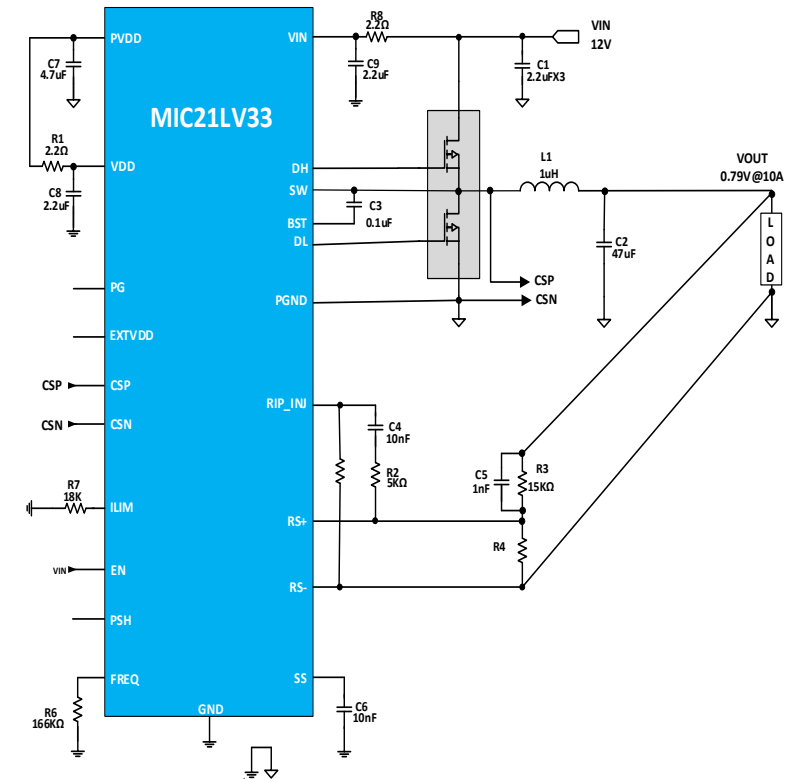 R8
2.2Ω
VIN
12V
PVDD
VIN
C7
4.7uF
C9
2.2uF
C1
2.2uFX3
MIC21LV33
R1
2.2Ω
VDD
C8
2.2uF
DH
SW
L1
1uH
VOUT
0.79V@10A
C3
0.1uF
BST
DL
C2
47uF
L
O
A
D
CSP
CSN
PG
PGND
EXTVDD
CSP
CSP
CSN
CSN
RIP_INJ
C4
10nF
R2
5KΩ
C5
1nF
R3
15KΩ
R7
18K
ILIM
RS+
R4
VIN
EN
RS-
PSH
FREQ
SS
R6
166KΩ
C6
10nF
GND